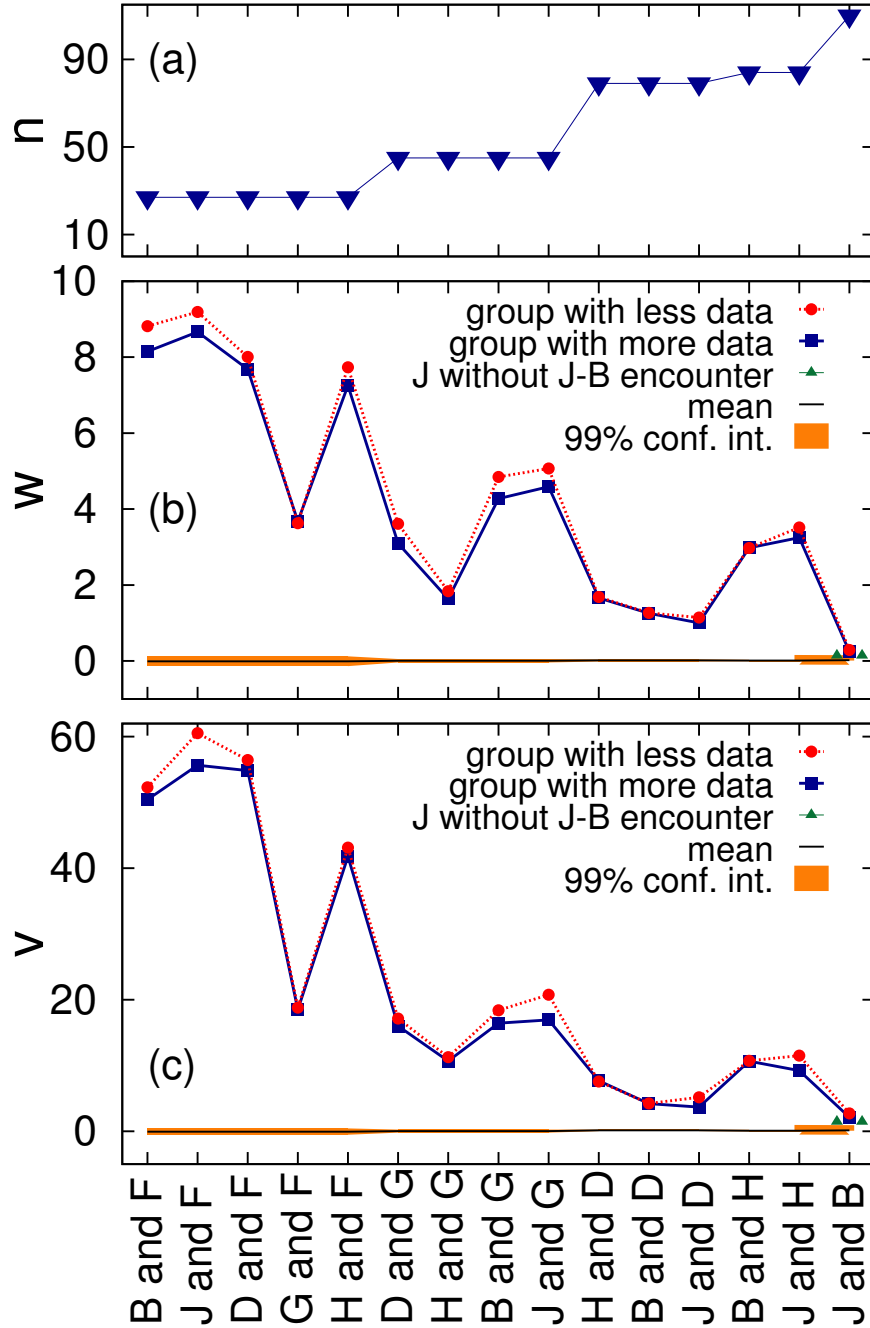 (a)
90
50
10
n
10
8
6
4
2
0
w
group with less data
group with more data
J without J-B encounter
mean
99% conf. int.
(b)
60
40
20
0
v
group with less data
group with more data
J without J-B encounter
mean
99% conf. int.
(c)
B and F
J and F
D and F
G and F
H and F
D and G
H and G
B and G
J and G
H and D
B and D
J and D
B and H
J and H
J and B